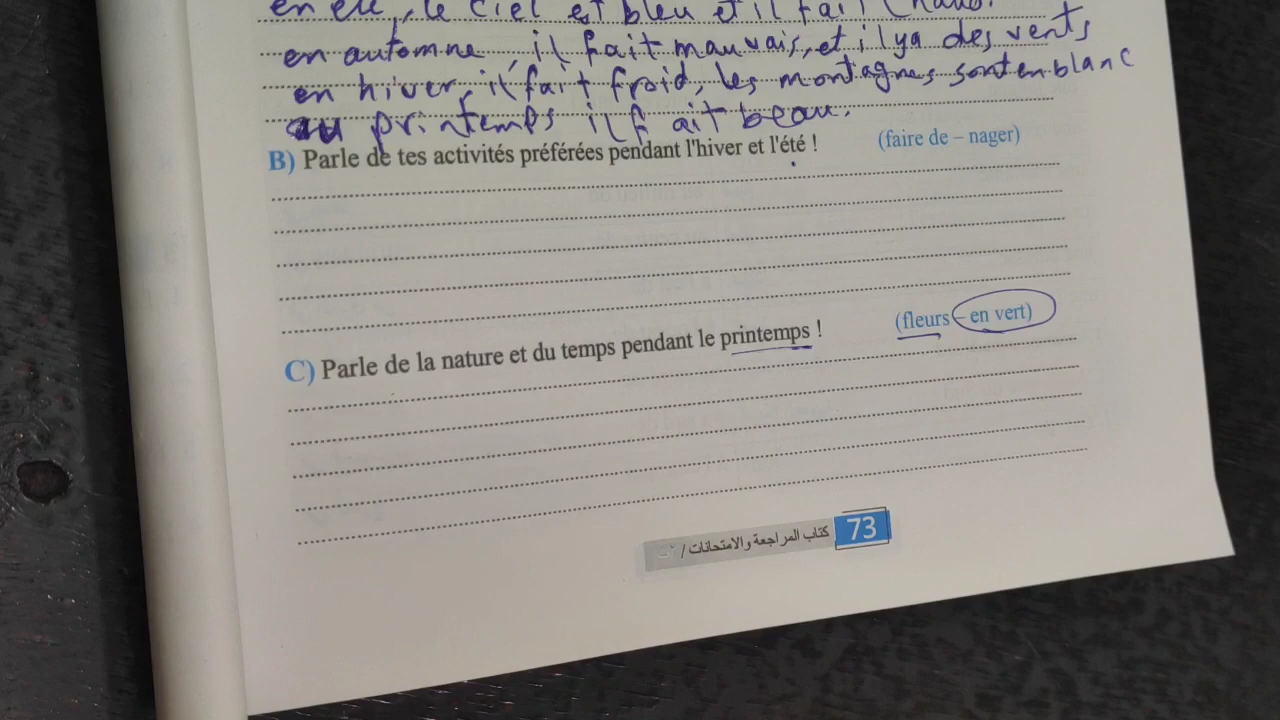 en été, le ciel est bleu et il fait chaud.
en automne, il fait mauvais, et il ya des vents
en hiver, il fait froid, les montagnes sont en blanc
au printemps il fait beau.
B) Parle de tes activités préférées pendant l'hiver et l'été ! (faire de – nager)
C) Parle de la nature et du temps pendant le printemps ! (fleurs – en vert)
كتاب المراجعة والامتحانات / 73